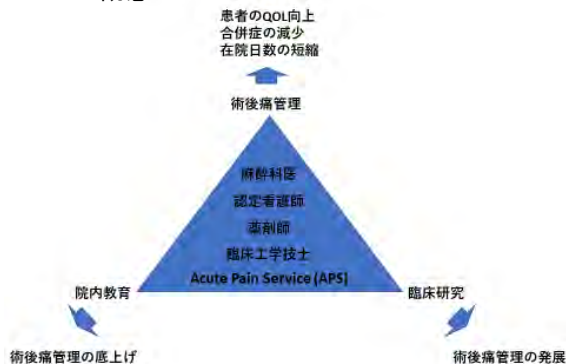 患者のQOL向上
合併症の減少
在院日数の短縮
術後痛管理
麻酔科医
認定看護師
薬剤師
臨床工学技士
Acute Pain Service (APS)
院内教育
臨床研究
術後痛管理の底上げ
術後痛管理の発展